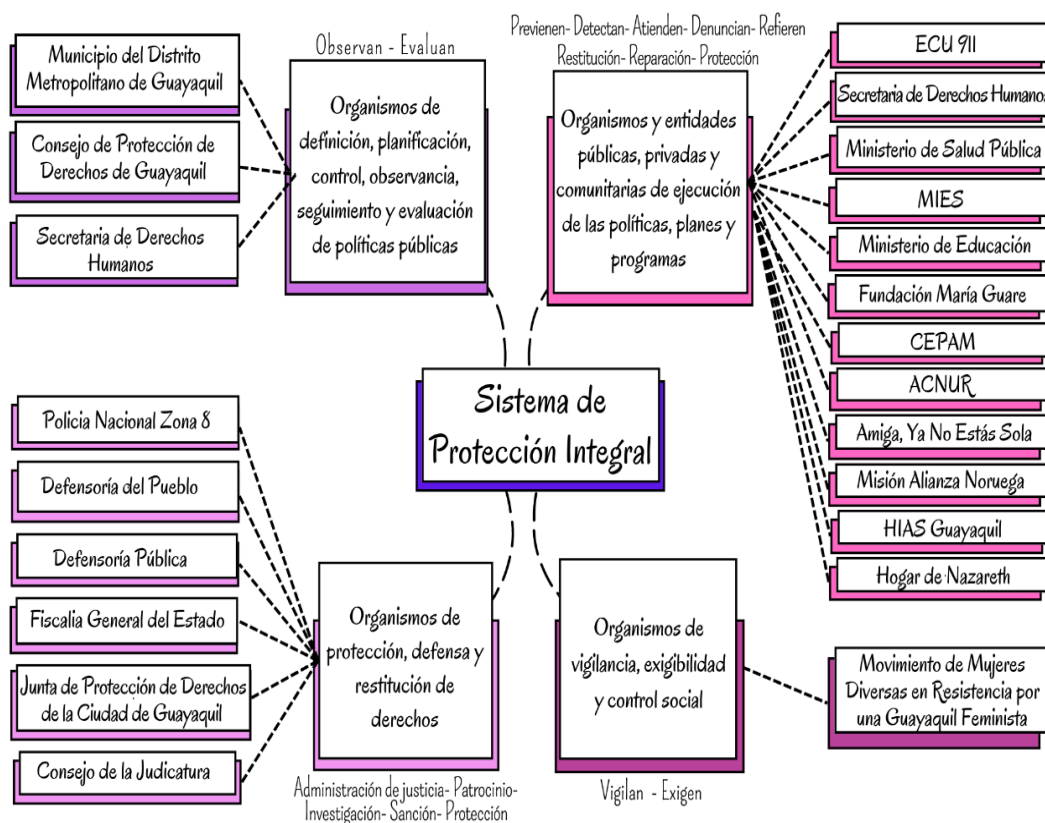 Observan - Evaluan
Municipio del Distrito
Metropolitano de Guayaquil
Consejo de Protección de
Derechos de Guayaquil
Secretaria de Derechos
Humanos
Organismos de
definición, planificación,
control, observancia,
seguimiento y evaluación
de políticas públicas
Previenen- Detectan- Atienden- Denuncian- Refieren
Restitución- Reparación- Protección
Organismos y entidades
públicas, privadas y
comunitarias de ejecución
de las políticas, planes y
programas
ECU 911
Secretaria de Derechos Humanos
Ministerio de Salud Pública
MIES
Ministerio de Educación
Fundación María Guare
CEPAM
ACNUR
Amiga, Ya No Estás Sola
Misión Alianza Noruega
HIAS Guayaquil
Hogar de Nazareth
Sistema de
Protección Integral
Policia Nacional Zona 8
Defensoría del Pueblo
Defensoría Pública
Fiscalia General del Estado
Junta de Protección de Derechos
de la Ciudad de Guayaquil
Consejo de la Judicatura
Organismos de
protección, defensa y
restitución de
derechos
Administración de justicia- Patrocinio-
Investigación- Sanción- Protección
Organismos de
vigilancia, exigibilidad
y control social
Vigilan - Exigen
Movimiento de Mujeres
Diversas en Resistencia por
una Guayaquil Feminista